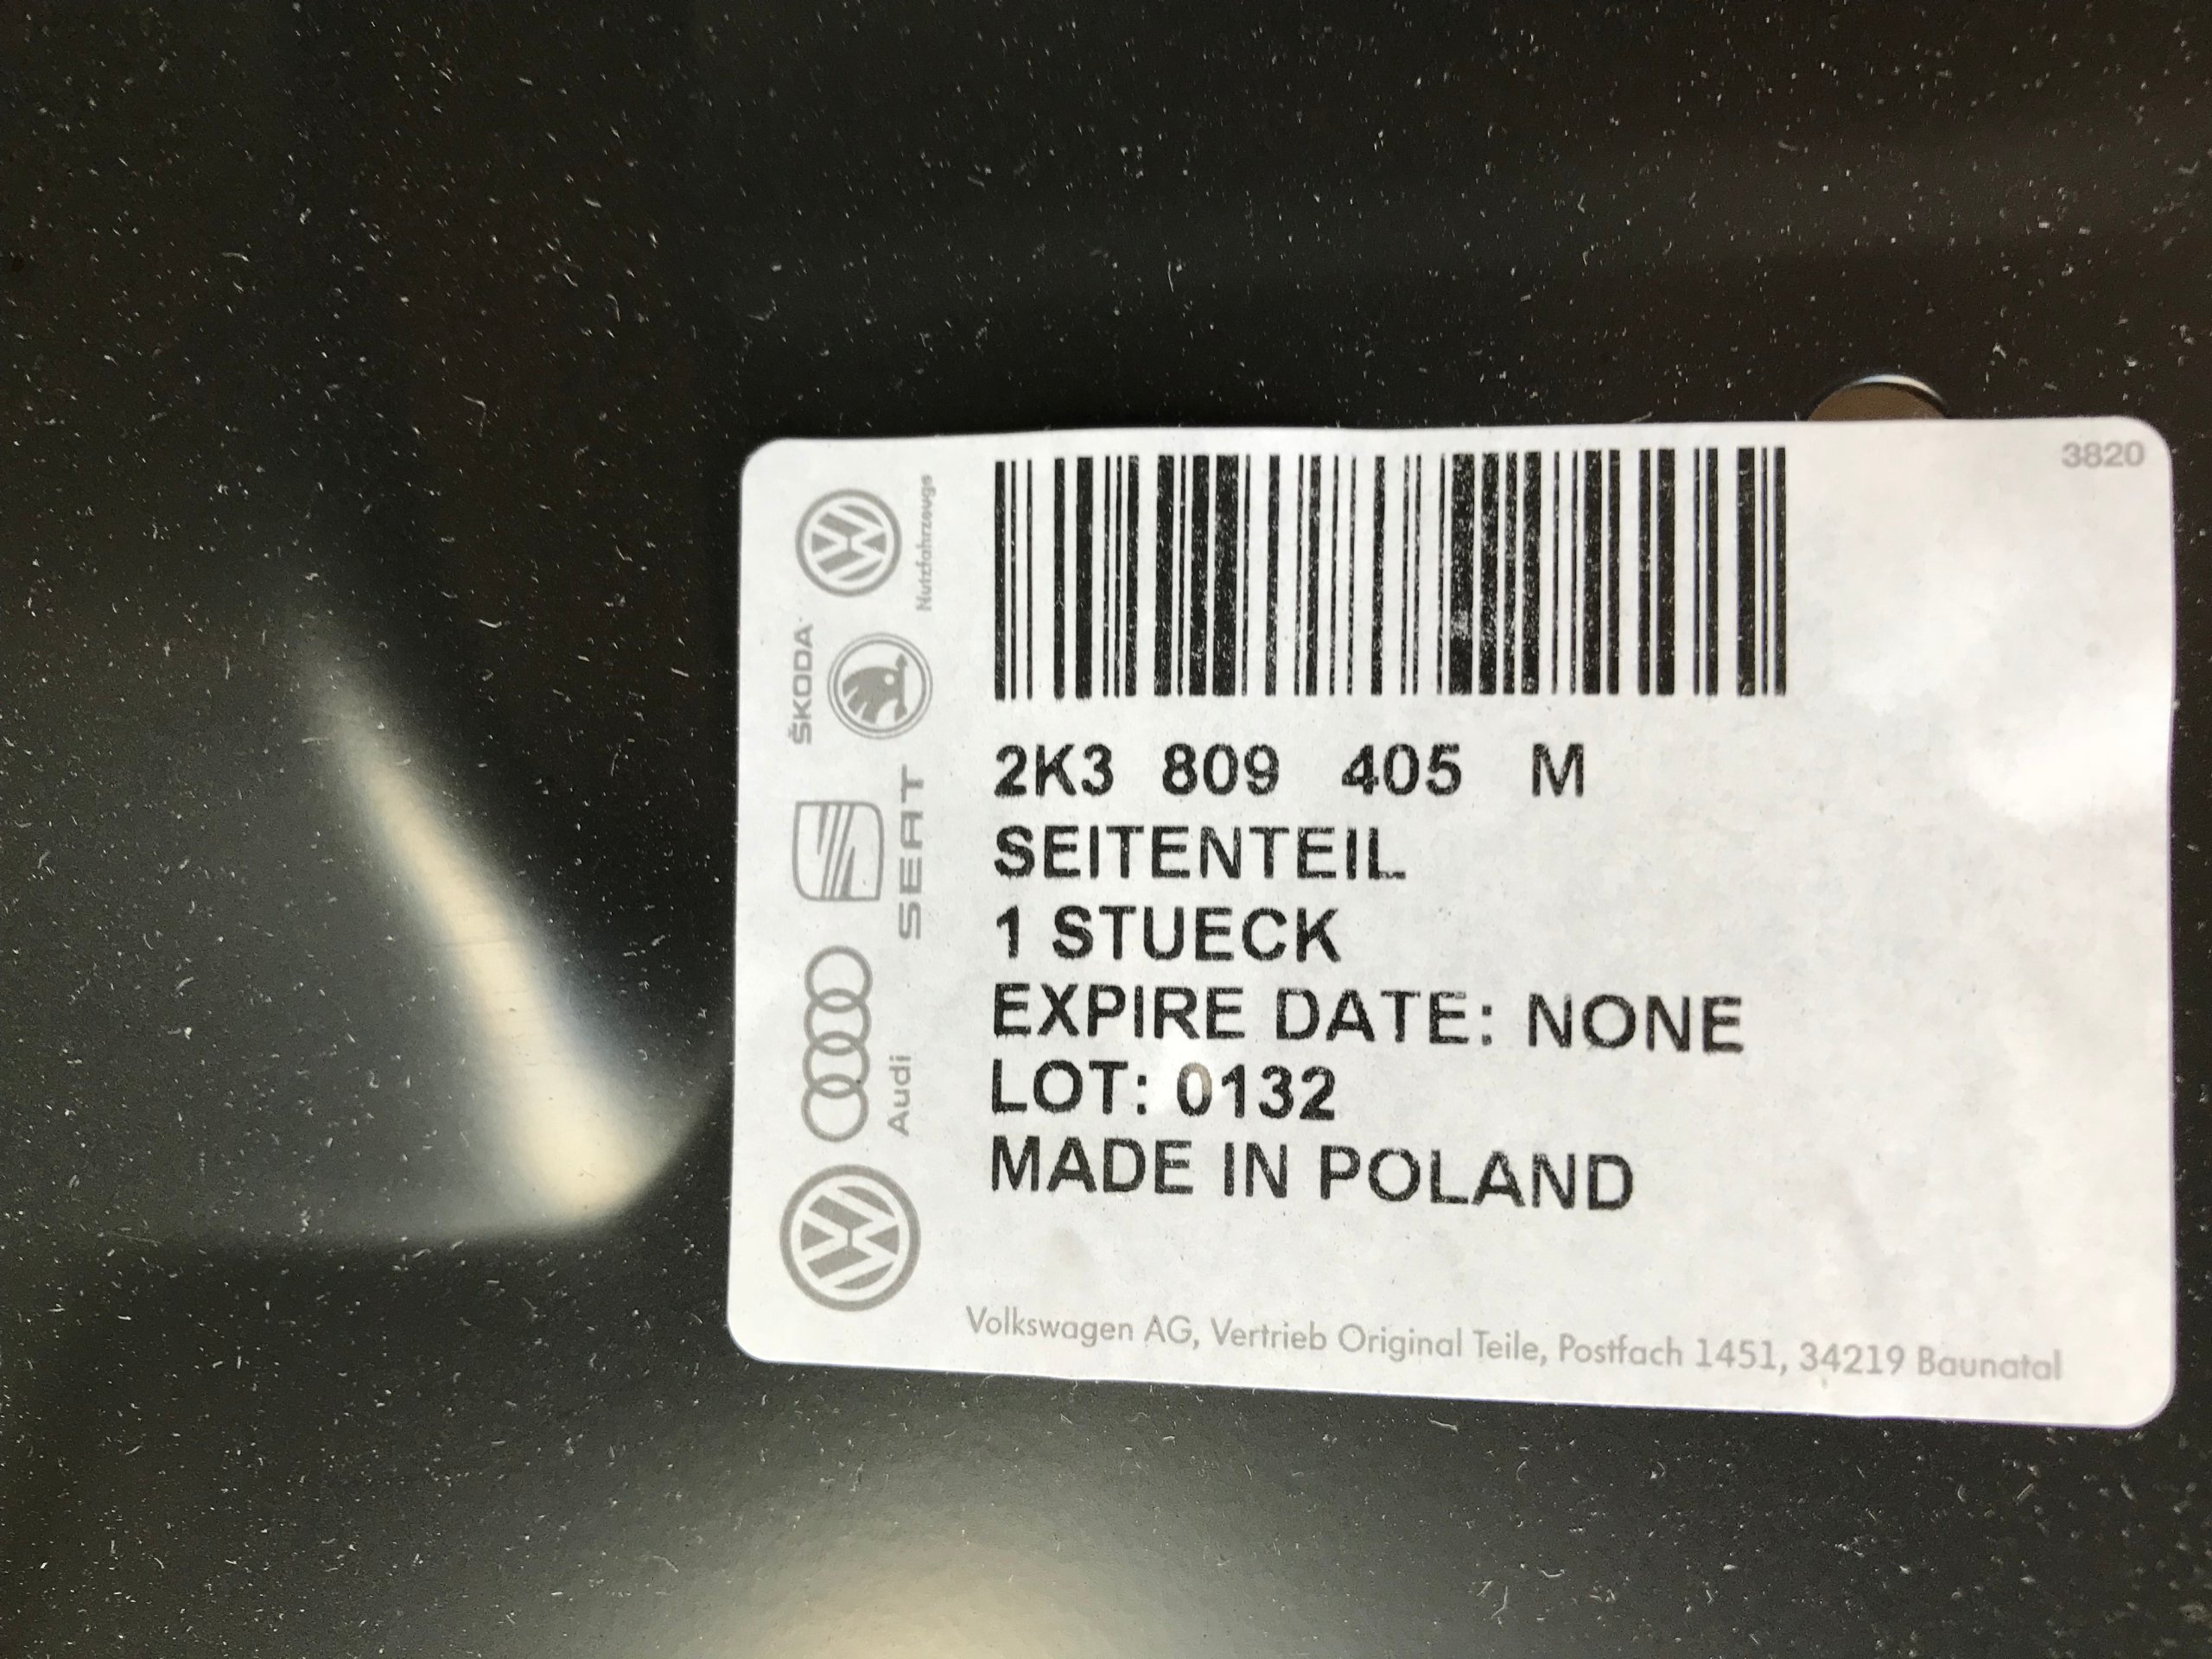 3820
2K3 809 405 M
SEITENTEIL
1 STUECK
EXPIRE DATE: NONE
LOT: 0132
MADE IN POLAND
Volkswagen AG, Vertrieb Original Teile, Postfach 1451, 34219 Baunatal
Nutzfahrzeuge
ŠKODA
SEAT
Audi